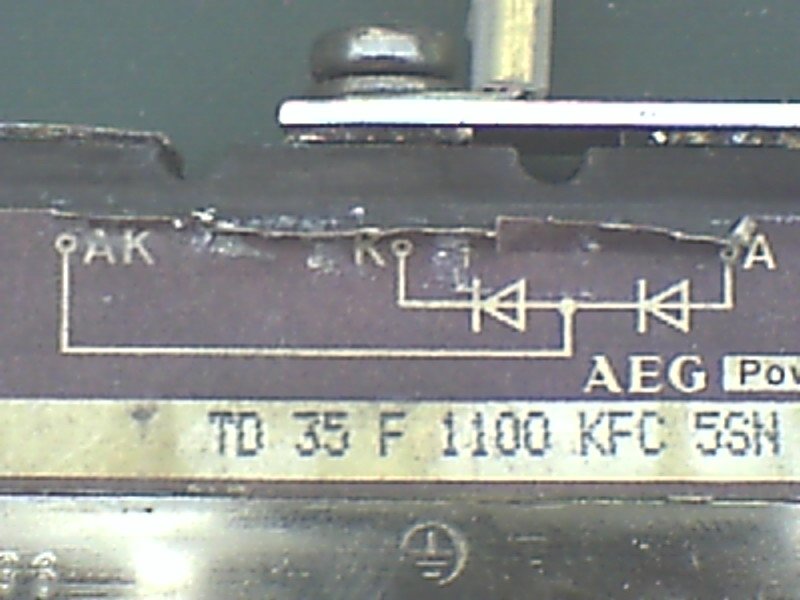 AK K A
AEG Pow
TD 35 F 1100 KFC 5SN